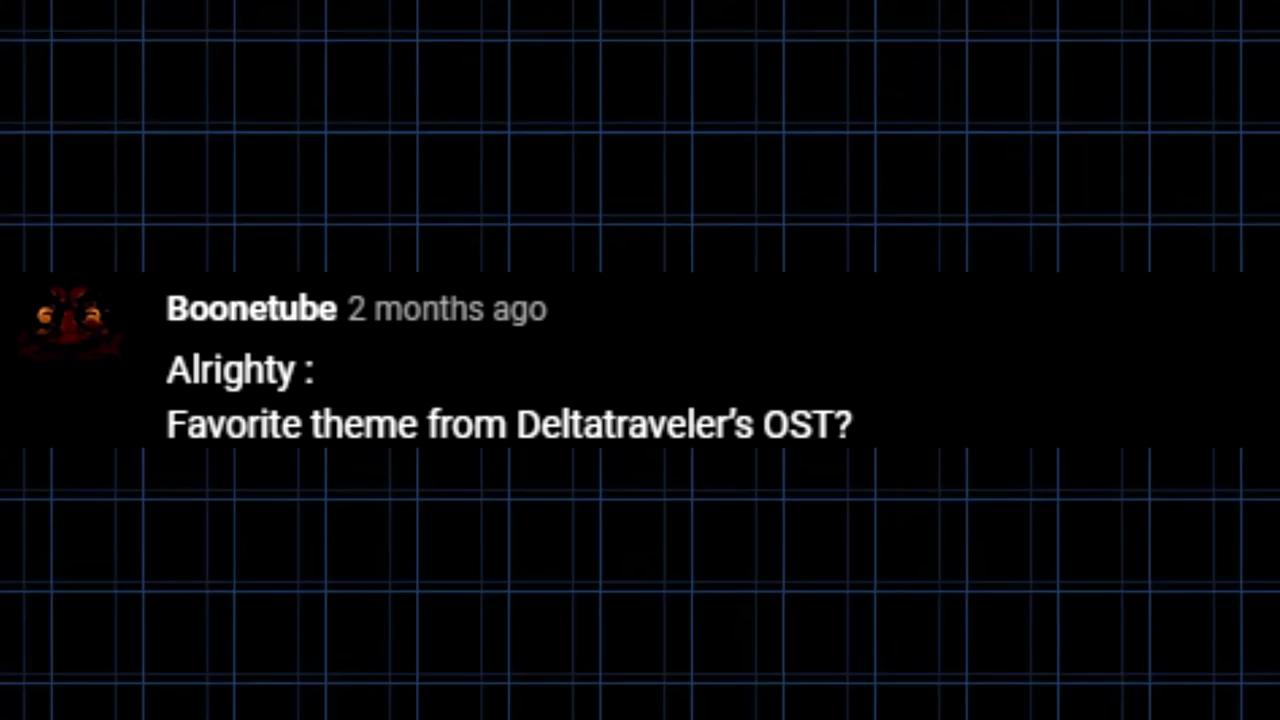 Boonetube 2 months ago
Alrighty :
Favorite theme from Deltatraveler's OST?